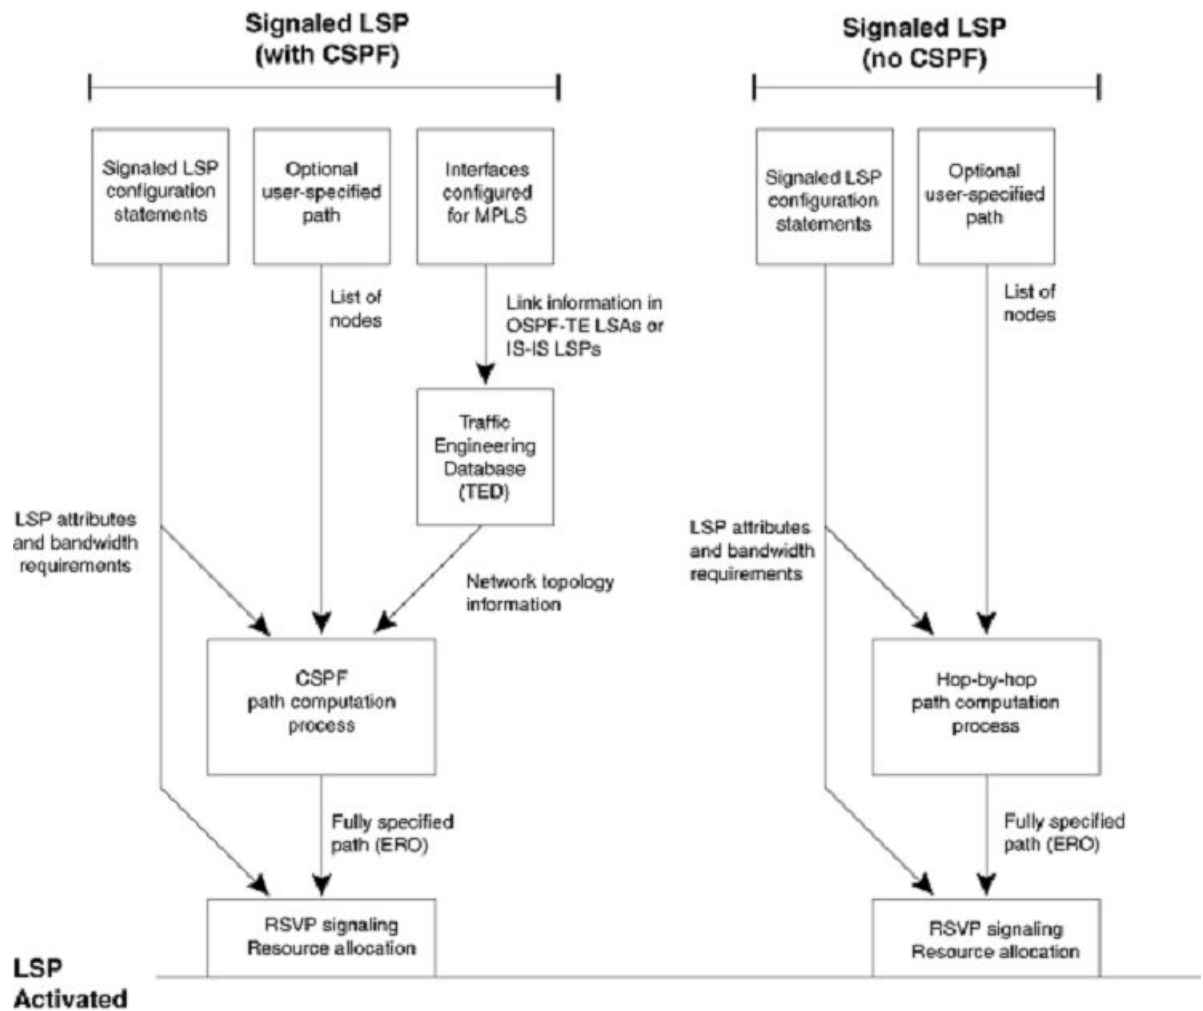 Signaled LSP
(with CSPF)
Signaled LSP
(no CSPF)
Signaled LSP
configuration
statements
Optional
user-specified
path
Interfaces
configured
for MPLS
Signaled LSP
configuration
statements
Optional
user-specified
path
List of
nodes
Link information in
OSPF-TE LSAs or
IS-IS LSPs
List of
nodes
Traffic
Engineering
Database
(TED)
LSP attributes
and bandwidth
requirements
Network topology
information
LSP attributes
and bandwidth
requirements
CSPF
path computation
process
Hop-by-hop
path computation
process
Fully specified
path (ERO)
Fully specified
path (ERO)
RSVP signaling
Resource allocation
RSVP signaling
Resource allocation
LSP
Activated